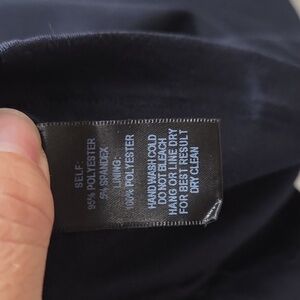 SELF:
95% POLYESTER
5% SPANDEX
LINING:
100% POLYESTER
HAND WASH COLD
DO NOT BLEACH
HANG OR LINE DRY
FOR BEST RESULT
DRY CLEAN